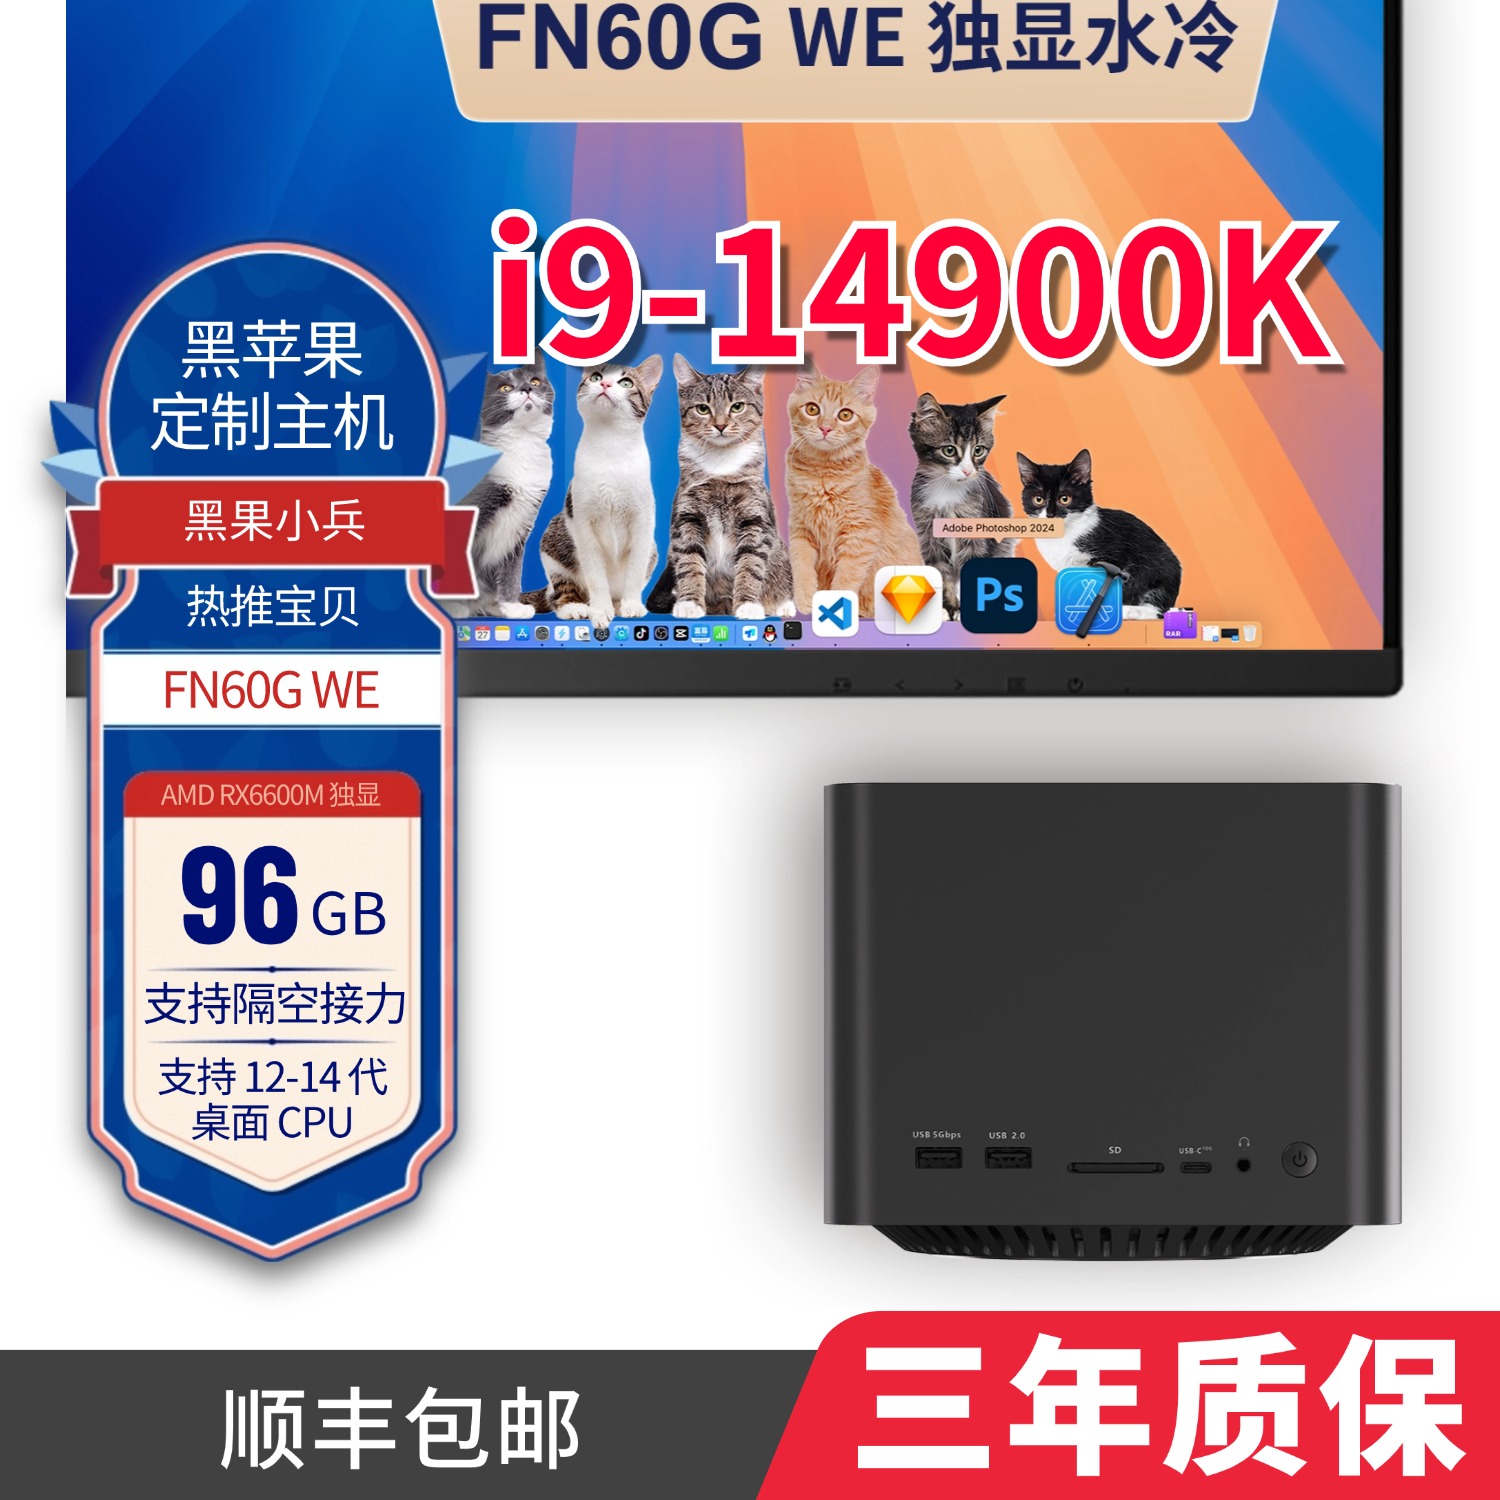 FN60G WE 独显水冷
i9-14900K
黑苹果
定制主机
黑果小兵
热推宝贝
FN60G WE
AMD RX6600M 独显
96 GB
支持隔空接力
支持 12-14 代
桌面 CPU
Adobe Photoshop 2024
Ps
27
RAR
USB 5Gbps
USB 2.0
SD
USB-C
顺丰包邮
三年质保